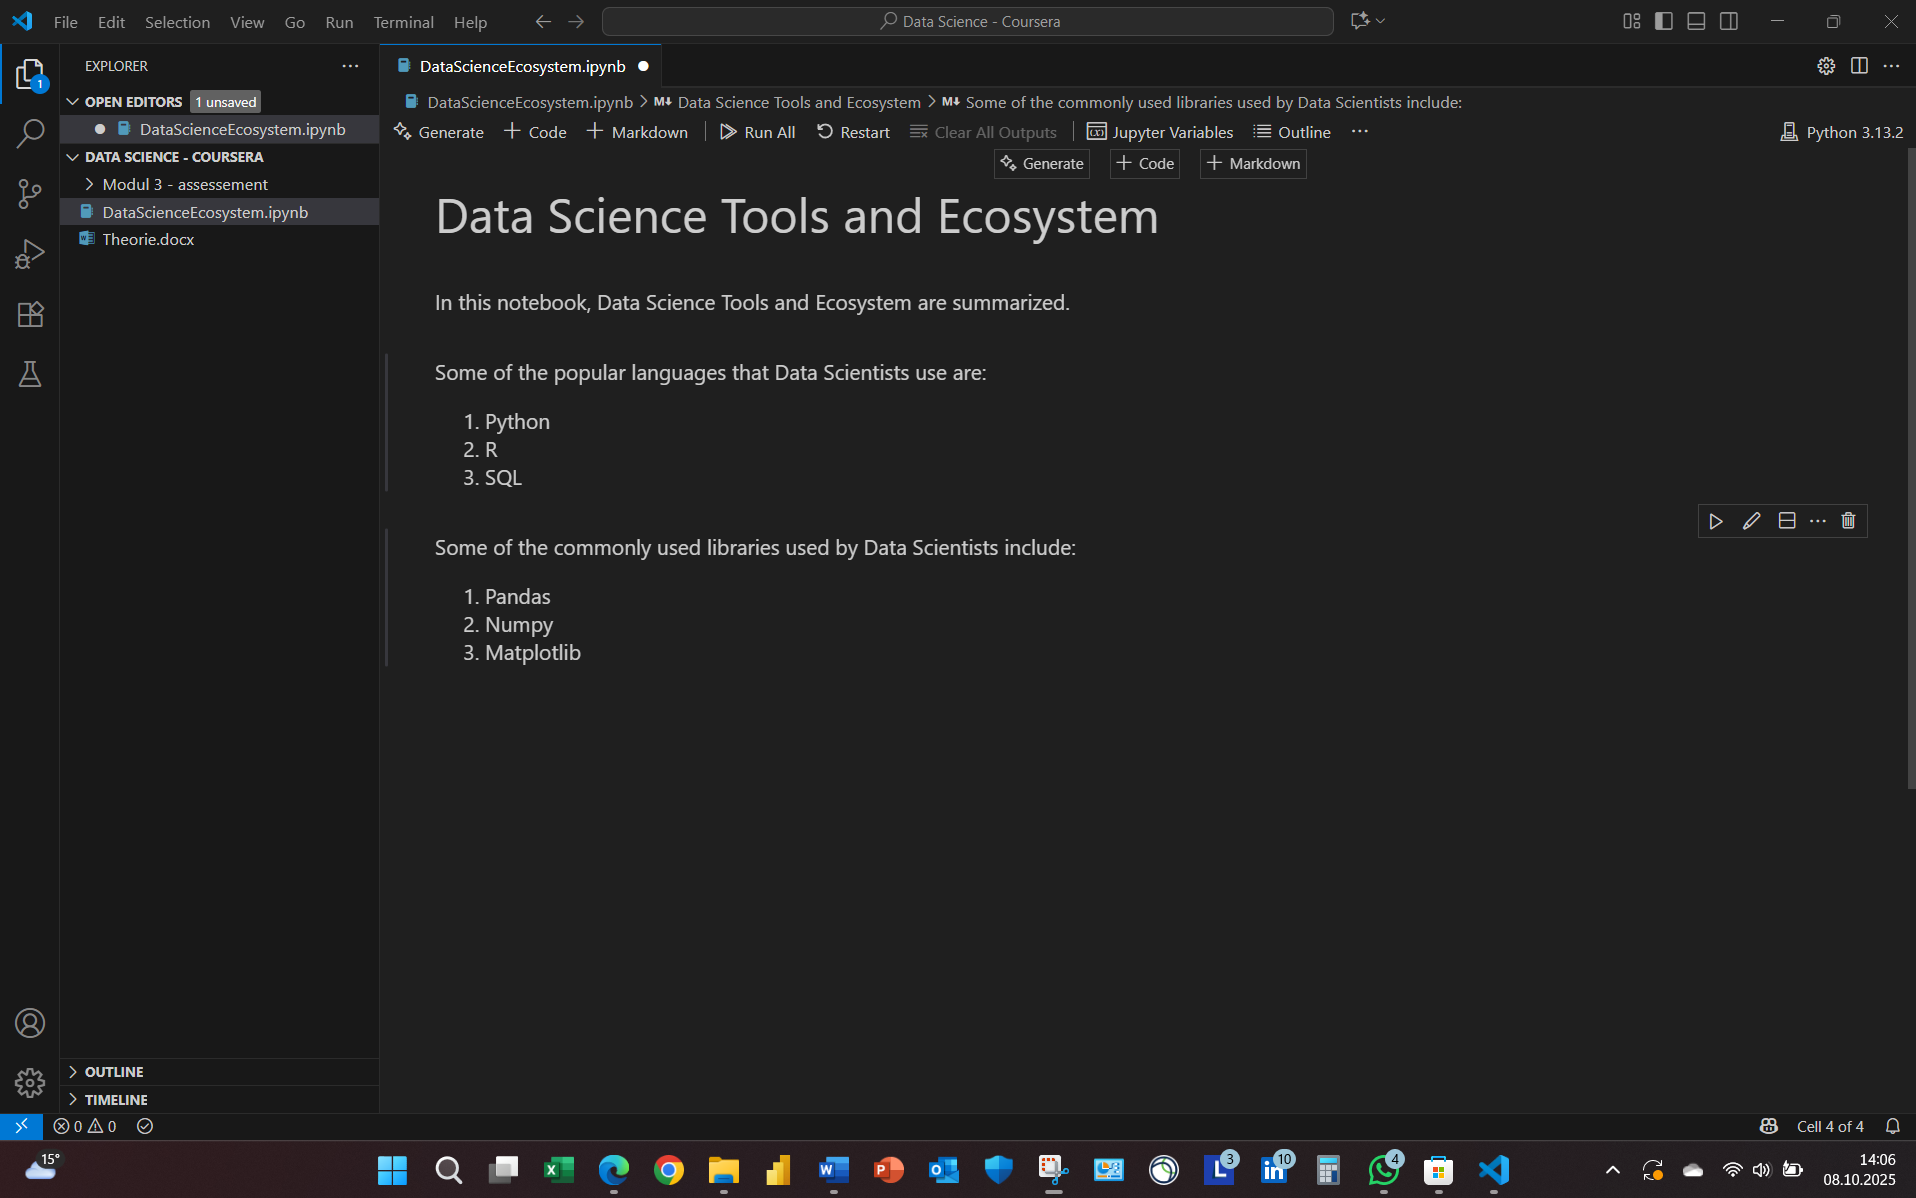 File Edit Selection View Go Run Terminal Help
Data Science - Coursera
EXPLORER
1
OPEN EDITORS 1 unsaved
DataScienceEcosystem.ipynb
DATA SCIENCE - COURSERA
Modul 3 - assessement
DataScienceEcosystem.ipynb
Theorie.docx
OUTLINE
TIMELINE
DataScienceEcosystem.ipynb
DataScienceEcosystem.ipynb > M↓ Data Science Tools and Ecosystem > M↓ Some of the commonly used libraries used by Data Scientists include:
Generate + Code + Markdown Run All Restart Clear All Outputs Jupyter Variables Outline ... Python 3.13.2
Generate + Code + Markdown
Data Science Tools and Ecosystem
In this notebook, Data Science Tools and Ecosystem are summarized.
Some of the popular languages that Data Scientists use are:
1. Python
2. R
3. SQL
Some of the commonly used libraries used by Data Scientists include:
1. Pandas
2. Numpy
3. Matplotlib
0 0
Cell 4 of 4
15°
X
W
P
O
L 3
in 10
4
14:06
08.10.2025